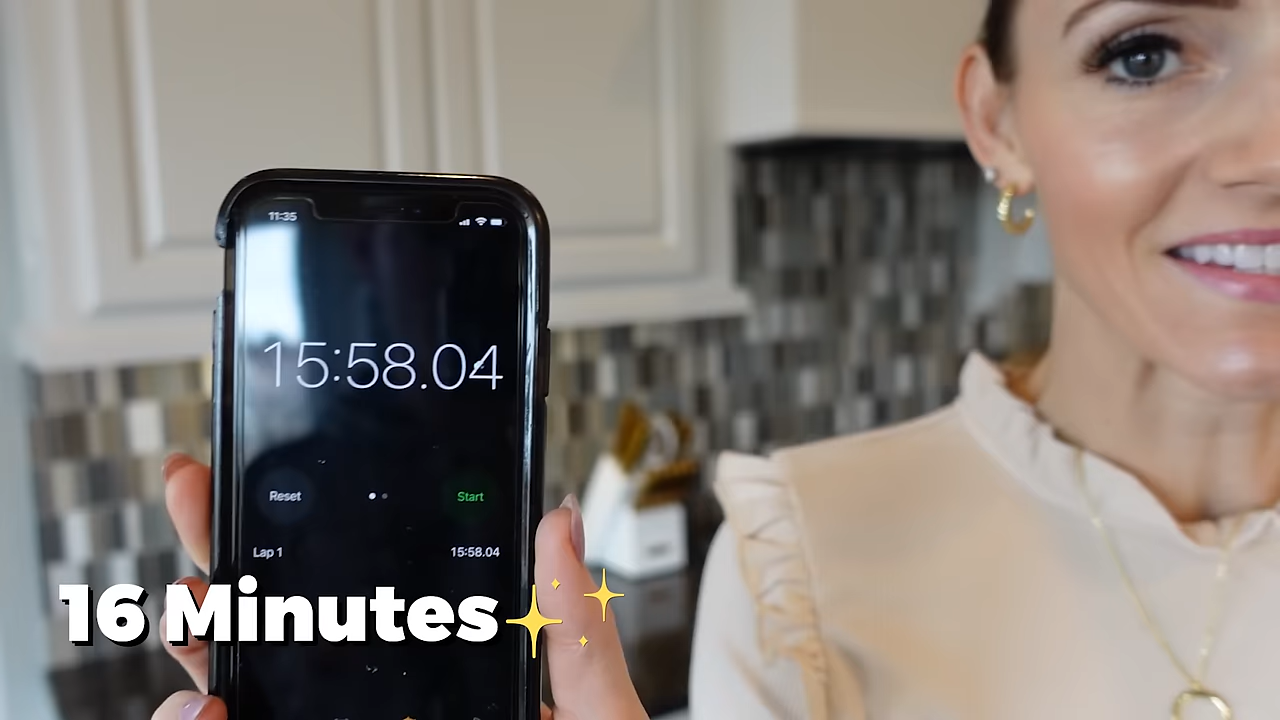 11:35
15:58.04
Reset
Start
Lap 1 15:58.04
16 Minutes